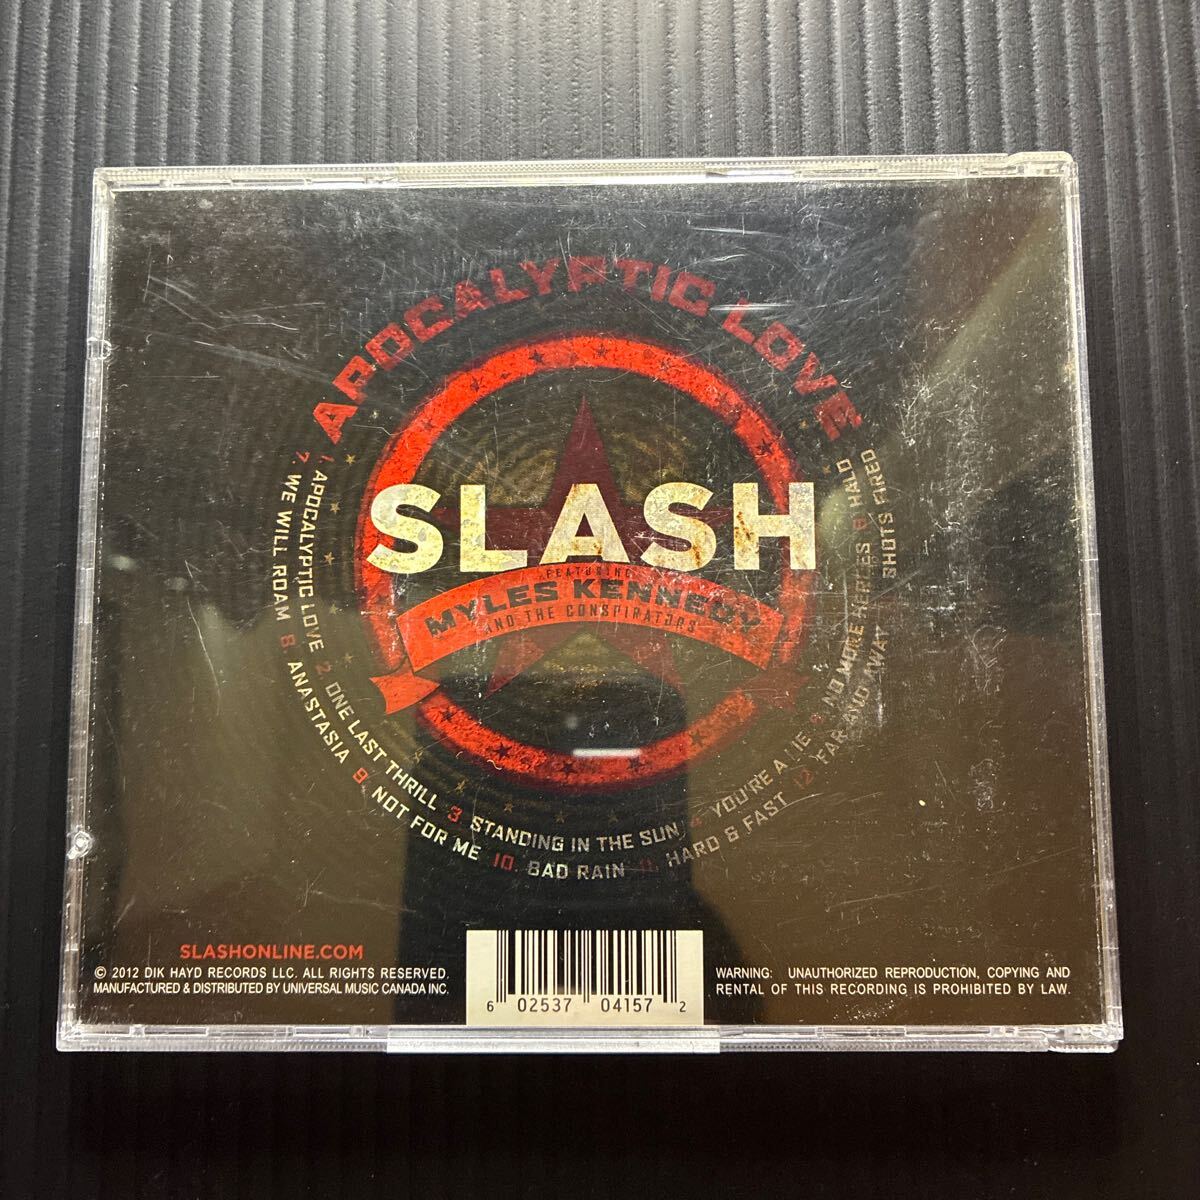 APOCALYPTIC LOVE
SLASH
FEATURING
MYLES KENNEDY
AND THE CONSPIRATORS
1. APOCALYPTIC LOVE 2. ONE LAST THRILL 3. STANDING IN THE SUN 4. YOU'RE A LIE 5. NO MORE HEROES 6. HALO
7. WE WILL ROAM 8. ANASTASIA 9. NOT FOR ME 10. BAD RAIN 11. HARD & FAST 12. FAR AND AWAY SHOTS FIRED
SLASHONLINE.COM
© 2012 DIK HAYD RECORDS LLC. ALL RIGHTS RESERVED.
MANUFACTURED & DISTRIBUTED BY UNIVERSAL MUSIC CANADA INC.
6 02537 04157 2
WARNING: UNAUTHORIZED REPRODUCTION, COPYING AND
RENTAL OF THIS RECORDING IS PROHIBITED BY LAW.